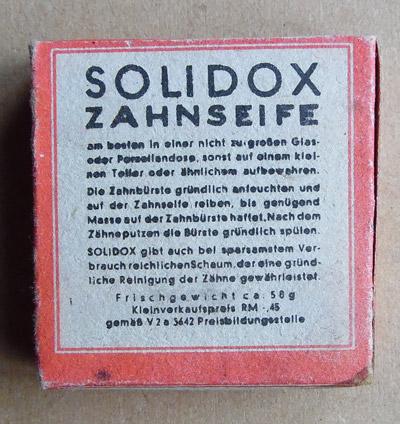 SOLIDOX
ZAHNSEIFE
am besten in einer nicht zu großen Glas-
oder Porzellandose, sonst auf einem klei-
nen Teller oder ähnlichem aufbewahren.
Die Zahnbürste gründlich anfeuchten und
auf der Zahnseife reiben, bis genügend
Masse auf der Zahnbürste haftet. Nach dem
Zähneputzen die Bürste gründlich spülen.
SOLIDOX gibt auch bei sparsamstem Ver-
brauch reichlichen Schaum, der eine gründ-
liche Reinigung der Zähne gewährleistet.
Frischgewicht ca. 58g
Kleinverkaufspreis RM -,45
gemäß V2a 3642 Preisbildungsstelle